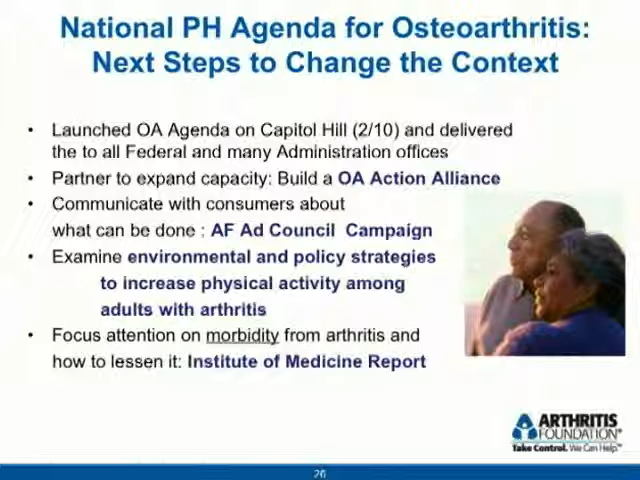 National PH Agenda for Osteoarthritis:
Next Steps to Change the Context
• Launched OA Agenda on Capitol Hill (2/10) and delivered
the to all Federal and many Administration offices
• Partner to expand capacity: Build a OA Action Alliance
• Communicate with consumers about
what can be done : AF Ad Council Campaign
• Examine environmental and policy strategies
to increase physical activity among
adults with arthritis
• Focus attention on morbidity from arthritis and
how to lessen it: Institute of Medicine Report
ARTHRITIS
FOUNDATION®
Take Control. We Can Help.™
26